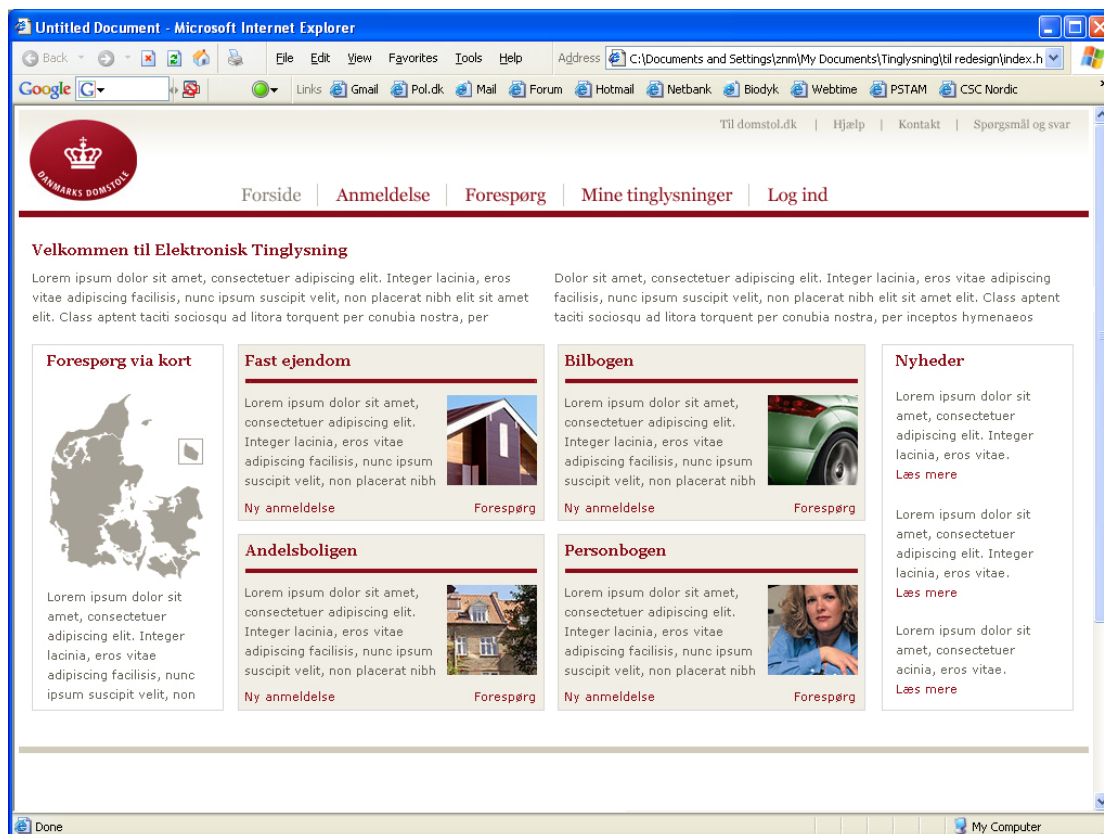 Untitled Document - Microsoft Internet Explorer
Back
File Edit View Favorites Tools Help
Address C:\Documents and Settings\znm\My Documents\Tinglysning\til redesign\index.h
Google G
Links Gmail Pol.dk Mail Forum Hotmail Netbank Biodyk Webtime PSTAM CSC Nordic
Til domstol.dk | Hjælp | Kontakt | Spørgsmål og svar
DANMARKS DOMSTOLE
Forside Anmeldelse Forespørg Mine tinglysninger Log ind
Velkommen til Elektronisk Tinglysning
Lorem ipsum dolor sit amet, consectetuer adipiscing elit. Integer lacinia, eros
vitae adipiscing facilisis, nunc ipsum suscipit velit, non placerat nibh elit sit amet
elit. Class aptent taciti sociosqu ad litora torquent per conubia nostra, per
Dolor sit amet, consectetuer adipiscing elit. Integer lacinia, eros vitae adipiscing
facilisis, nunc ipsum suscipit velit, non placerat nibh elit sit amet elit. Class aptent
taciti sociosqu ad litora torquent per conubia nostra, per inceptos hymenaeos
Forespørg via kort
Lorem ipsum dolor sit
amet, consectetuer
adipiscing elit. Integer
lacinia, eros vitae
adipiscing facilisis, nunc
ipsum suscipit velit, non
Fast ejendom
Lorem ipsum dolor sit amet,
consectetuer adipiscing elit.
Integer lacinia, eros vitae
adipiscing facilisis, nunc ipsum
suscipit velit, non placerat nibh
Ny anmeldelse Forespørg
Bilbogen
Lorem ipsum dolor sit amet,
consectetuer adipiscing elit.
Integer lacinia, eros vitae
adipiscing facilisis, nunc ipsum
suscipit velit, non placerat nibh
Ny anmeldelse Forespørg
Andelsboligen
Lorem ipsum dolor sit amet,
consectetuer adipiscing elit.
Integer lacinia, eros vitae
adipiscing facilisis, nunc ipsum
suscipit velit, non placerat nibh
Ny anmeldelse Forespørg
Personbogen
Lorem ipsum dolor sit amet,
consectetuer adipiscing elit.
Integer lacinia, eros vitae
adipiscing facilisis, nunc ipsum
suscipit velit, non placerat nibh
Ny anmeldelse Forespørg
Nyheder
Lorem ipsum dolor sit
amet, consectetuer
adipiscing elit. Integer
lacinia, eros vitae.
Læs mere
Lorem ipsum dolor sit
amet, consectetuer
adipiscing elit. Integer
lacinia, eros vitae.
Læs mere
Lorem ipsum dolor sit
amet, consectetuer
acinia, eros vitae.
Læs mere
Done
My Computer